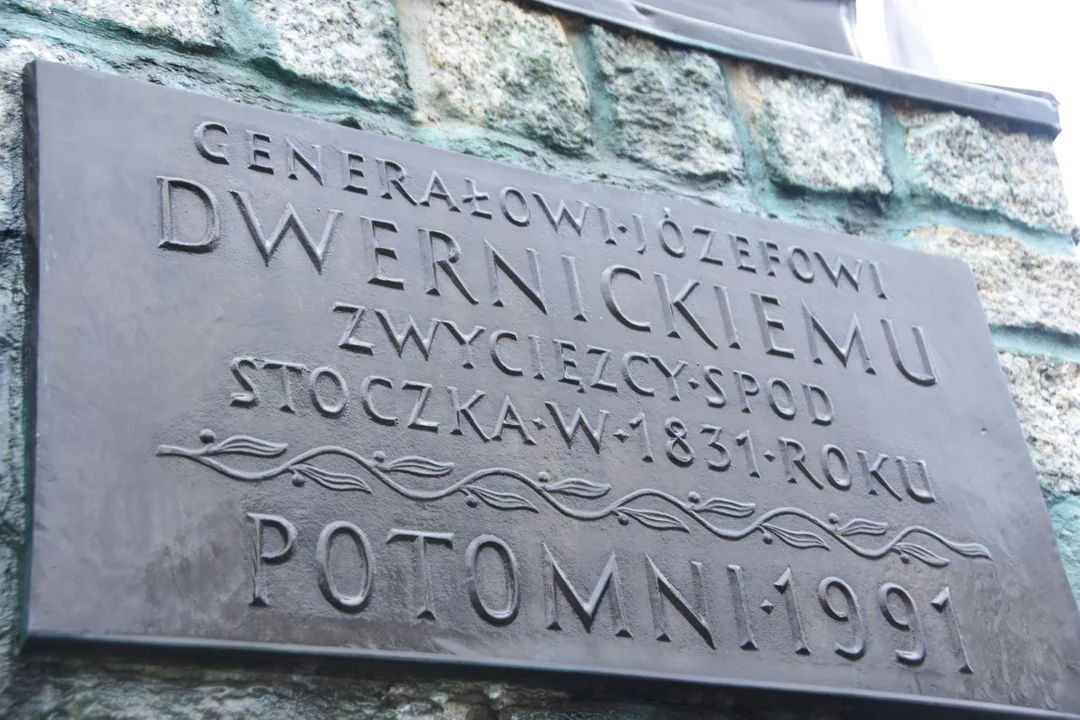 GENERAŁOWI·JÓZEFOWI
DWERNICKIEMU
ZWYCIĘZCY·SPOD
STOCZKA·W·1831·ROKU
POTOMNI·1991